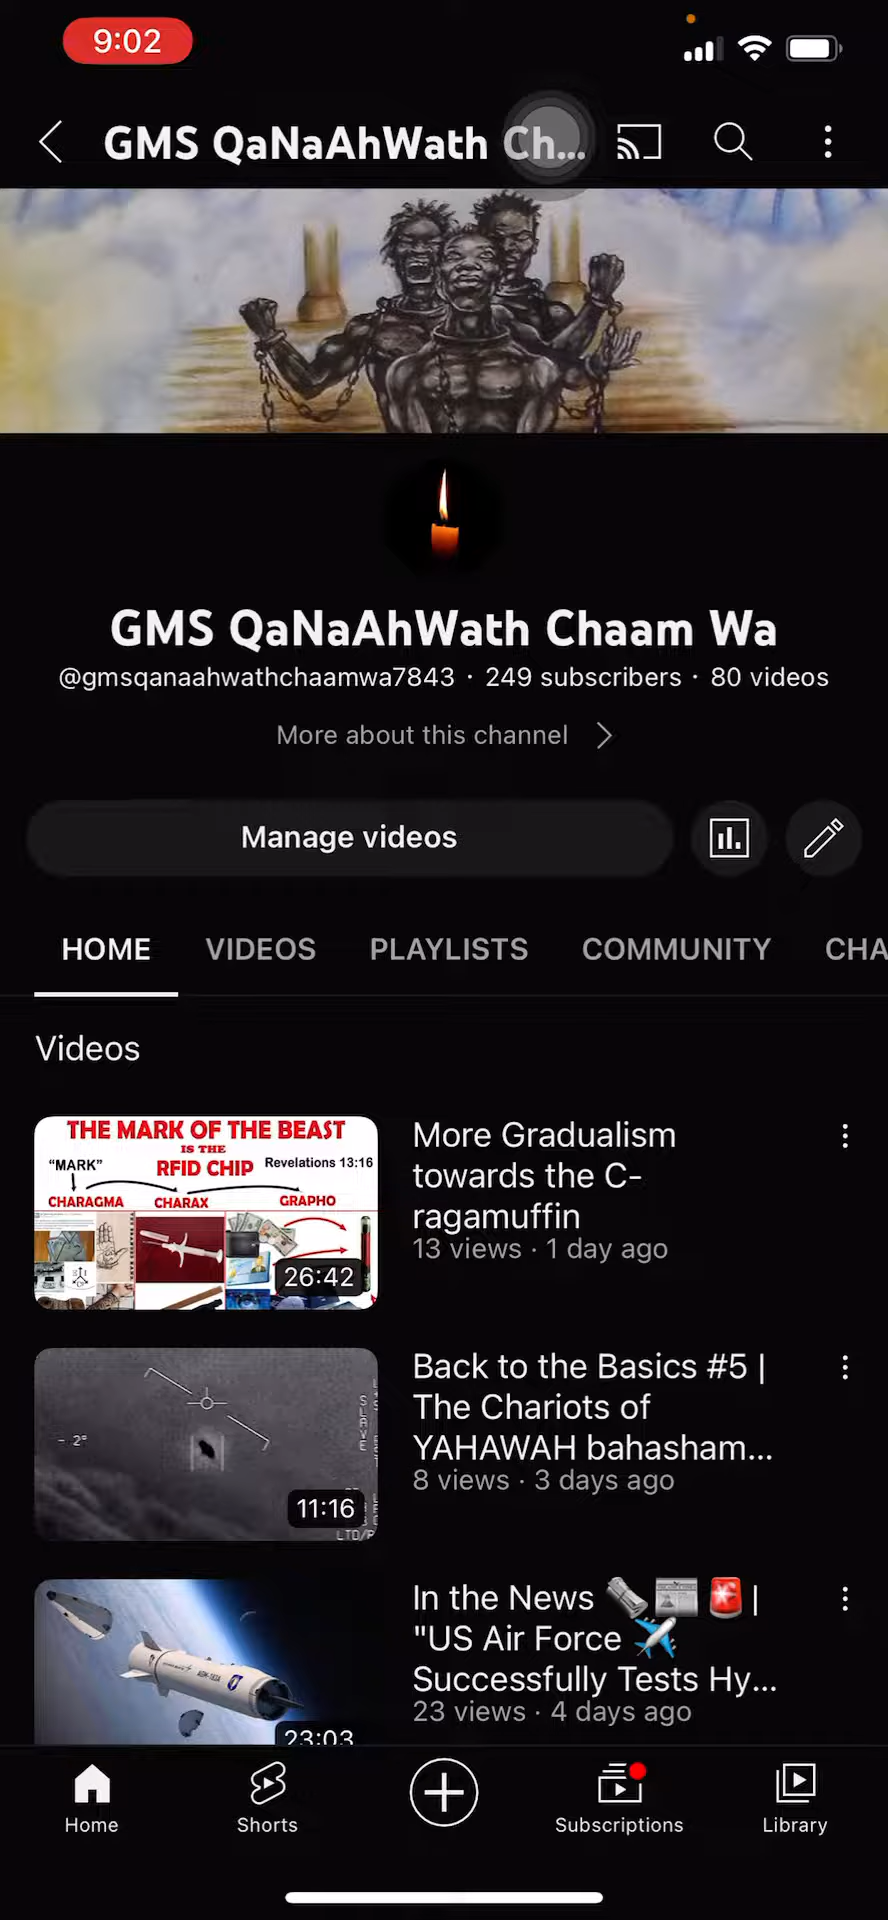 9:02
GMS QaNaAhWath Ch...
GMS QaNaAhWath Chaam Wa
@gmsqanaahwathchaamwa7843 · 249 subscribers · 80 videos
More about this channel
Manage videos
HOME VIDEOS PLAYLISTS COMMUNITY CHA
Videos
THE MARK OF THE BEAST
IS THE
"MARK" RFID CHIP Revelations 13:16
CHARAGMA CHARAX GRAPHO
26:42
More Gradualism
towards the C-
ragamuffin
13 views · 1 day ago
- 2°
SLAVE
11:16
LTD/
Back to the Basics #5 |
The Chariots of
YAHAWAH bahasham...
8 views · 3 days ago
23:03
In the News 🗞️📰🚨 |
"US Air Force ✈️
Successfully Tests Hy...
23 views · 4 days ago
Home Shorts Subscriptions Library